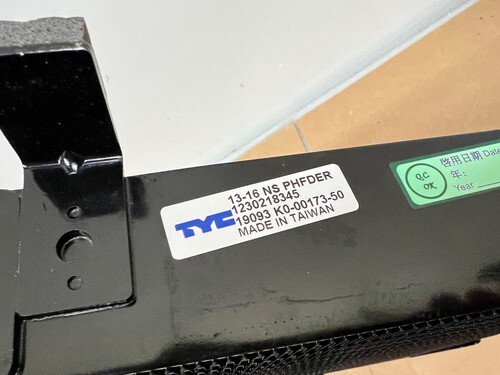 13-16 NS PHFDER
1230218345
TYC
19093 K0-00173-50
MADE IN TAIWAN
Q.C
OK
啓用日期 Date
年:
Year